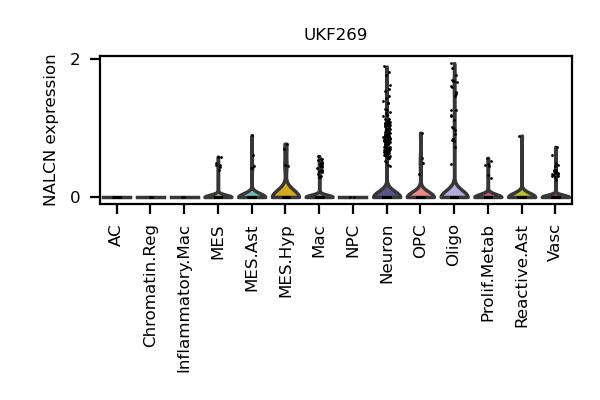 UKF269
NALCN expression
2
0
AC
Chromatin.Reg
Inflammatory.Mac
MES
MES.Ast
MES.Hyp
Mac
NPC
Neuron
OPC
Oligo
Prolif.Metab
Reactive.Ast
Vasc